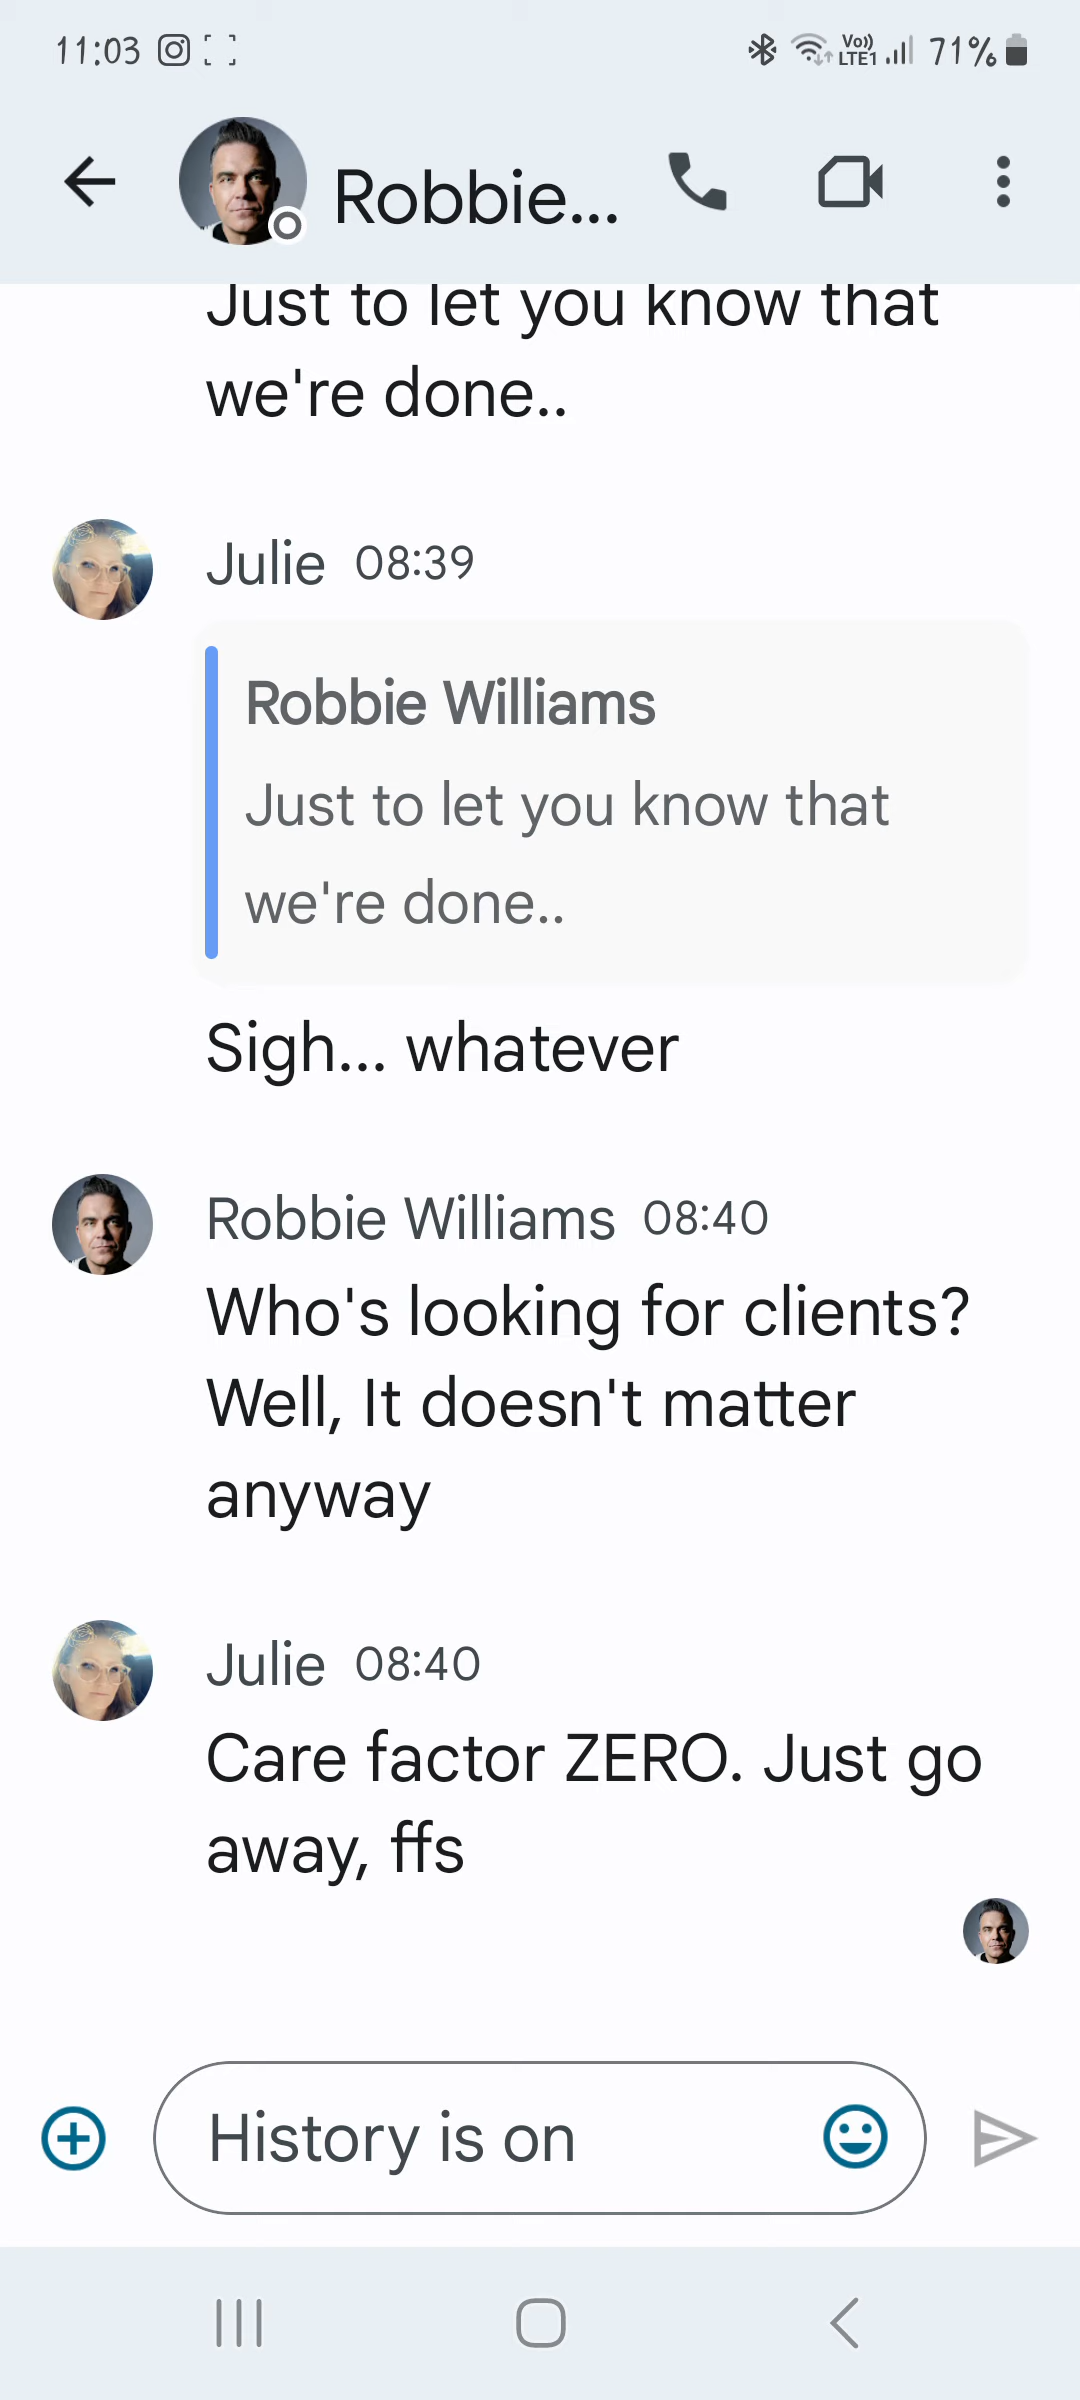 11:03 Vo)) LTE1 71%
Robbie...
Just to let you know that
we're done..
Julie 08:39
Robbie Williams
Just to let you know that
we're done..
Sigh... whatever
Robbie Williams 08:40
Who's looking for clients?
Well, It doesn't matter
anyway
Julie 08:40
Care factor ZERO. Just go
away, ffs
History is on